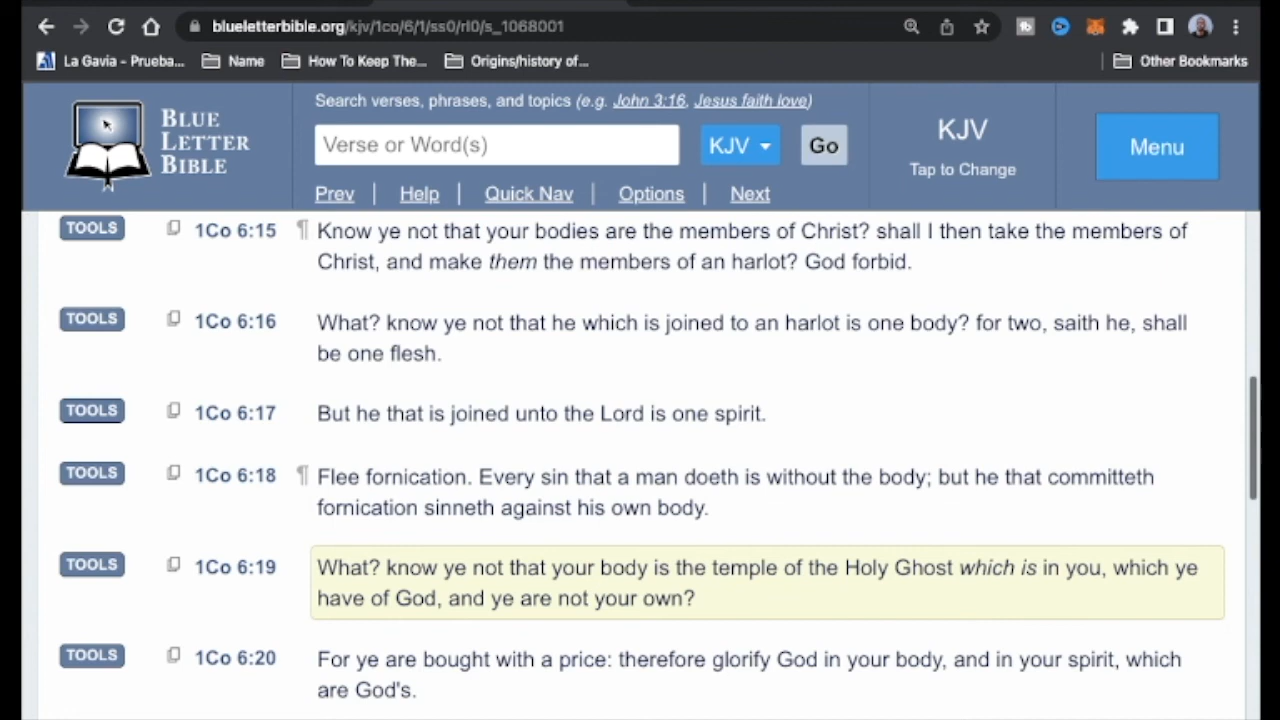 blueletterbible.org/kjv/1co/6/1/ss0/rl0/s_1068001
La Gavia - Prueba... Name How To Keep The... Origins/history of... Other Bookmarks
BLUE
LETTER
BIBLE
Search verses, phrases, and topics (e.g. John 3:16, Jesus faith love)
Verse or Word(s) KJV Go
Prev | Help | Quick Nav | Options | Next
KJV
Tap to Change
Menu
TOOLS 1Co 6:15 ¶ Know ye not that your bodies are the members of Christ? shall I then take the members of
Christ, and make them the members of an harlot? God forbid.
TOOLS 1Co 6:16 What? know ye not that he which is joined to an harlot is one body? for two, saith he, shall
be one flesh.
TOOLS 1Co 6:17 But he that is joined unto the Lord is one spirit.
TOOLS 1Co 6:18 ¶ Flee fornication. Every sin that a man doeth is without the body; but he that committeth
fornication sinneth against his own body.
TOOLS 1Co 6:19 What? know ye not that your body is the temple of the Holy Ghost which is in you, which ye
have of God, and ye are not your own?
TOOLS 1Co 6:20 For ye are bought with a price: therefore glorify God in your body, and in your spirit, which
are God's.